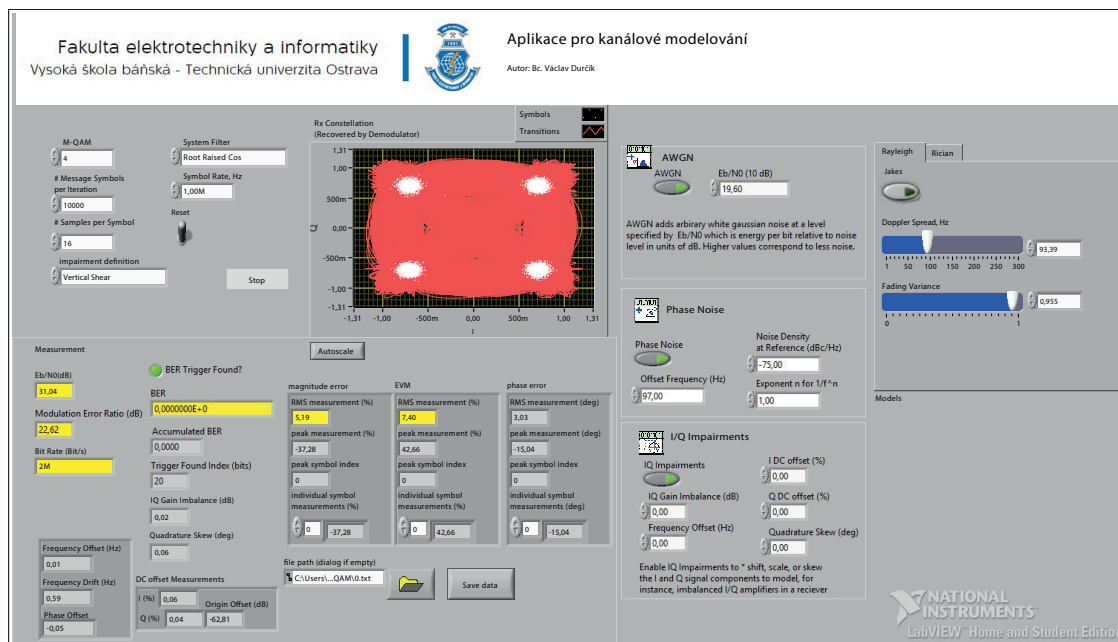 Fakulta elektrotechniky a informatiky
Vysoká škola báňská - Technická univerzita Ostrava
Aplikace pro kanálové modelování
Autor: Bc. Václav Durčík
M-QAM
4
# Message Symbols
per Iteration
10000
# Samples per Symbol
16
impairment definition
Vertical Shear
System Filter
Root Raised Cos
Symbol Rate, Hz
1,00M
Reset
Stop
Rx Constellation
(Recovered by Demodulator)
Symbols
Transitions
1,31
1,00
500m
0,00
-500m
-1,00
-1,31
Q
-1,31
-1,00
-500m
0,00
500m
1,00
1,31
I
Autoscale
AWGN
AWGN
Eb/N0 (10 dB)
19,60
AWGN adds arbirary white gaussian noise at a level
specified by Eb/N0 which is energy per bit relative to noise
level in units of dB. Higher values correspond to less noise.
Phase Noise
Phase Noise
Noise Density
at Reference (dBc/Hz)
-75,00
Offset Frequency (Hz)
97,00
Exponent n for 1/f^n
1,00
I/Q Impairments
IQ Impairments
I DC offset (%)
0,00
IQ Gain Imbalance (dB)
0,00
Q DC offset (%)
0,00
Frequency Offset (Hz)
0,00
Quadrature Skew (deg)
0,00
Enable IQ Impairments to * shift, scale, or skew
the I and Q signal components to model, for
instance, imbalanced I/Q amplifiers in a reciever
Rayleigh
Rician
Jakes
Doppler Spread, Hz
93,39
1 50 100 150 200 250 300
Fading Variance
0,955
0 1
Models
Measurement
Eb/N0(dB)
31,04
Modulation Error Ratio (dB)
22,62
Bit Rate (Bit/s)
2M
BER Trigger Found?
BER
0,0000000E+0
Accumulated BER
0,0000
Trigger Found Index (bits)
20
IQ Gain Imbalance (dB)
0,02
Quadrature Skew (deg)
0,06
magnitude error
RMS measurement (%)
5,19
peak measurement (%)
-37,28
peak symbol index
0
individual symbol
measurements (%)
0
-37,28
EVM
RMS measurement (%)
7,40
peak measurement (%)
42,66
peak symbol index
0
individual symbol
measurements (%)
0
42,66
phase error
RMS measurement (deg)
3,03
peak measurement (deg)
-15,04
peak symbol index
0
individual symbol
measurements (deg)
0
-15,04
Frequency Offset (Hz)
0,01
Frequency Drift (Hz)
0,59
Phase Offset
-0,05
DC offset Measurements
I (%) 0,06
Origin Offset (dB)
Q (%) 0,04 -62,81
file path (dialog if empty)
C:\Users\...QAM\0.txt
Save data
NATIONAL
INSTRUMENTS
LabVIEW™ Home and Student Edition